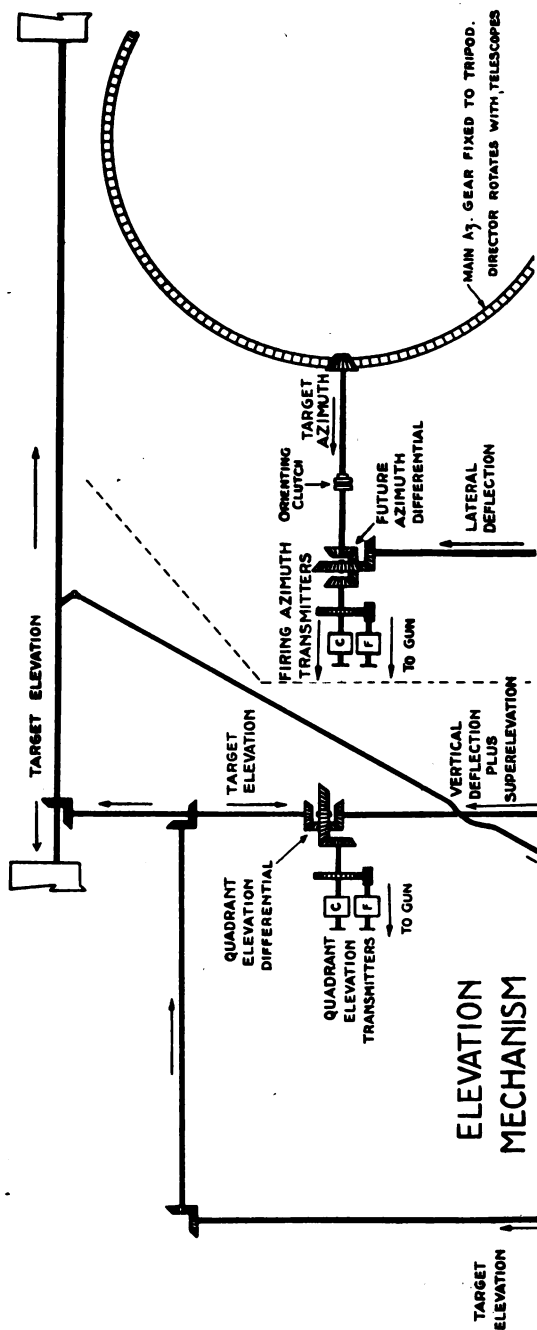 TARGET ELEVATION
MAIN Az. GEAR FIXED TO TRIPOD.
DIRECTOR ROTATES WITH TELESCOPES
TARGET
AZIMUTH
ORIENTING
CLUTCH
FUTURE
AZIMUTH
DIFFERENTIAL
FIRING AZIMUTH
TRANSMITTERS
C
F
TO GUN
LATERAL
DEFLECTION
TARGET
ELEVATION
QUADRANT
ELEVATION
DIFFERENTIAL
C
F
QUADRANT
ELEVATION
TRANSMITTERS
TO GUN
VERTICAL
DEFLECTION
PLUS
SUPERELEVATION
ELEVATION
MECHANISM
TARGET
ELEVATION